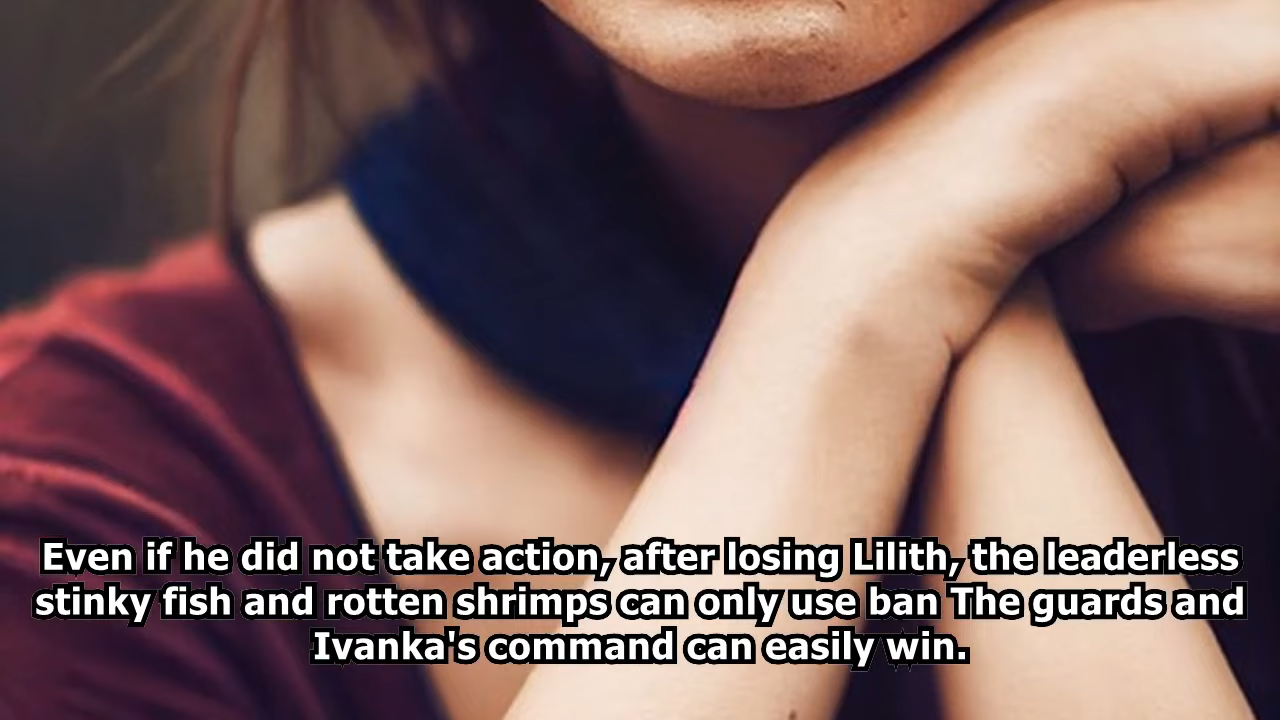 Even if he did not take action, after losing Lilith, the leaderless
stinky fish and rotten shrimps can only use ban The guards and
Ivanka's command can easily win.